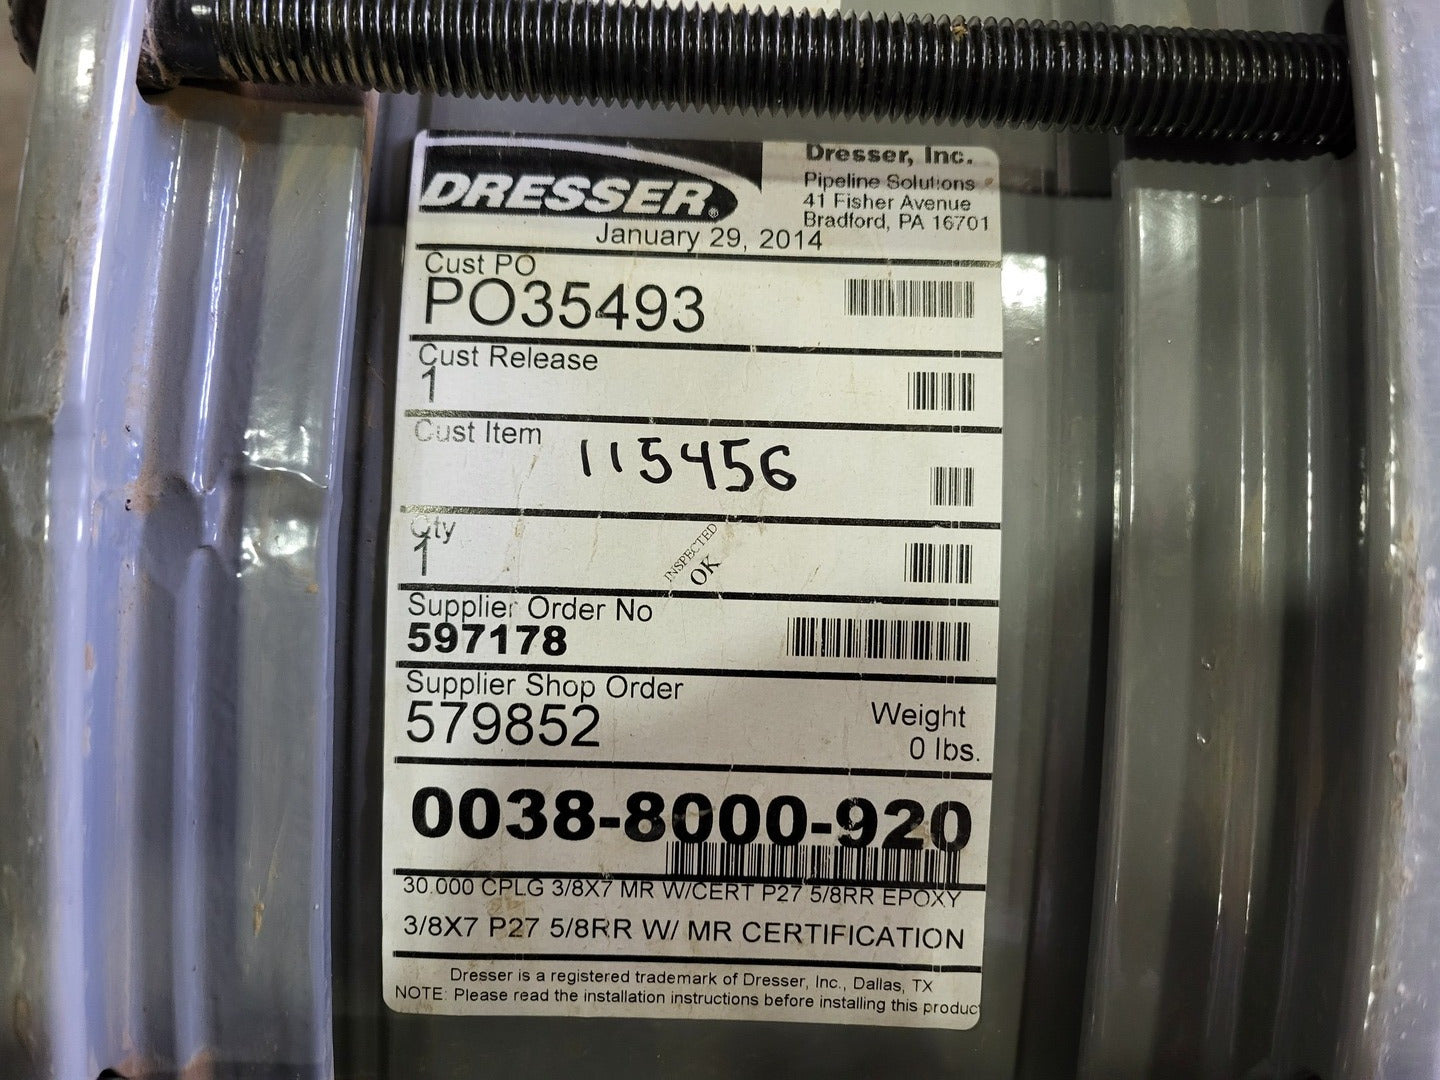 DRESSER®
Dresser, Inc.
Pipeline Solutions
41 Fisher Avenue
Bradford, PA 16701
January 29, 2014
Cust PO
PO35493
Cust Release
1
Cust Item
115456
Qty
1
INSPECTED
OK
Supplier Order No
597178
Supplier Shop Order
579852
Weight
0 lbs.
0038-8000-920
30.000 CPLG 3/8X7 MR W/CERT P27 5/8RR EPOXY
3/8X7 P27 5/8RR W/ MR CERTIFICATION
Dresser is a registered trademark of Dresser, Inc., Dallas, TX
NOTE: Please read the installation instructions before installing this produc